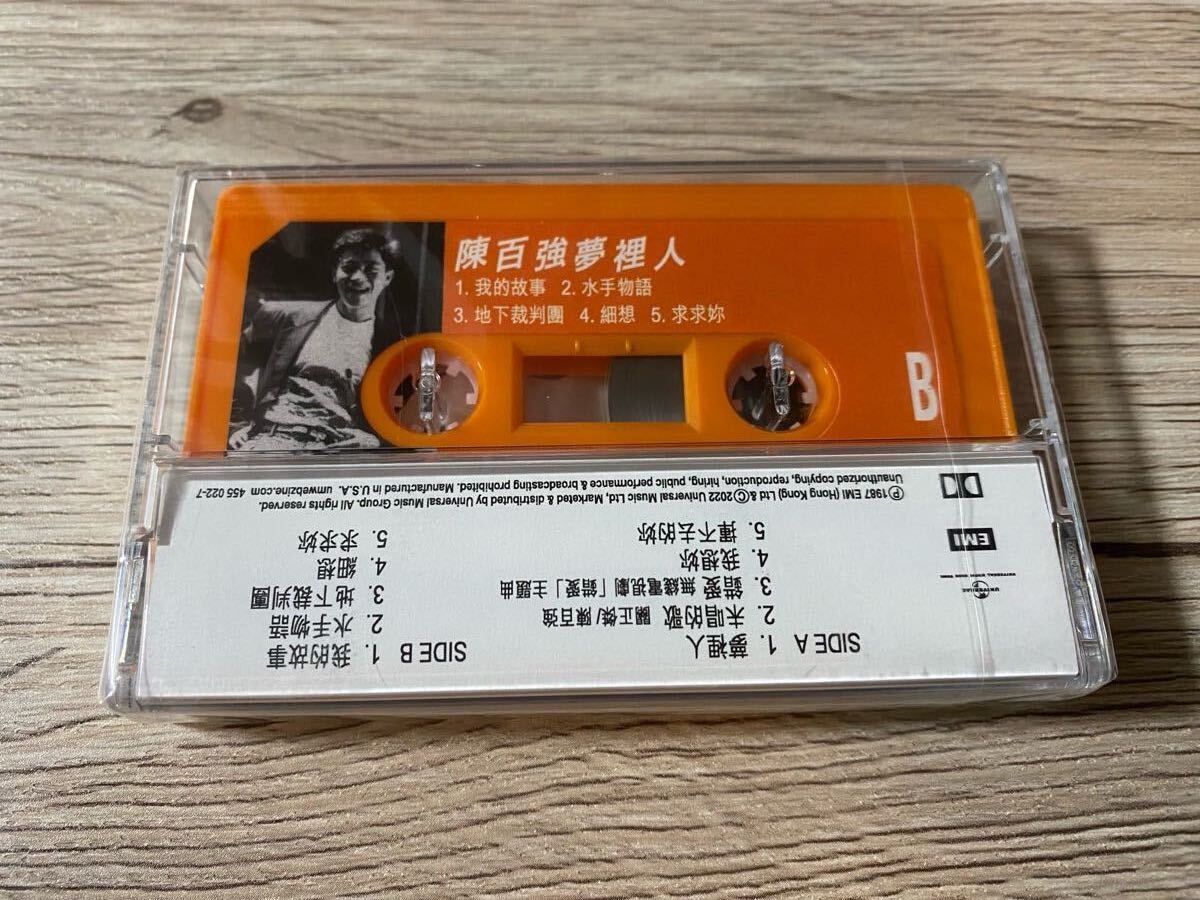 陳百強夢裡人
1. 我的故事 2. 水手物語
3. 地下裁判團 4. 細想 5. 求求妳
B
SIDE A 1. 夢裡人
2. 未唱的歌 關正傑/陳百強
3. 錯愛 無綫電視劇「錯愛」主題曲
4. 我想妳
5. 揮不去的妳
SIDE B 1. 我的故事
2. 水手物語
3. 地下裁判團
4. 細想
5. 求求妳
UNIVERSAL
EMI
℗ 1987 EMI (Hong Kong) Ltd & © 2022 Universal Music Ltd, Marketed & distributed by Universal Music Group. All rights reserved.
Unauthorized copying, reproduction, hiring, public performance & broadcasting prohibited. Manufactured in U.S.A. umwebzine.com 455 022-7